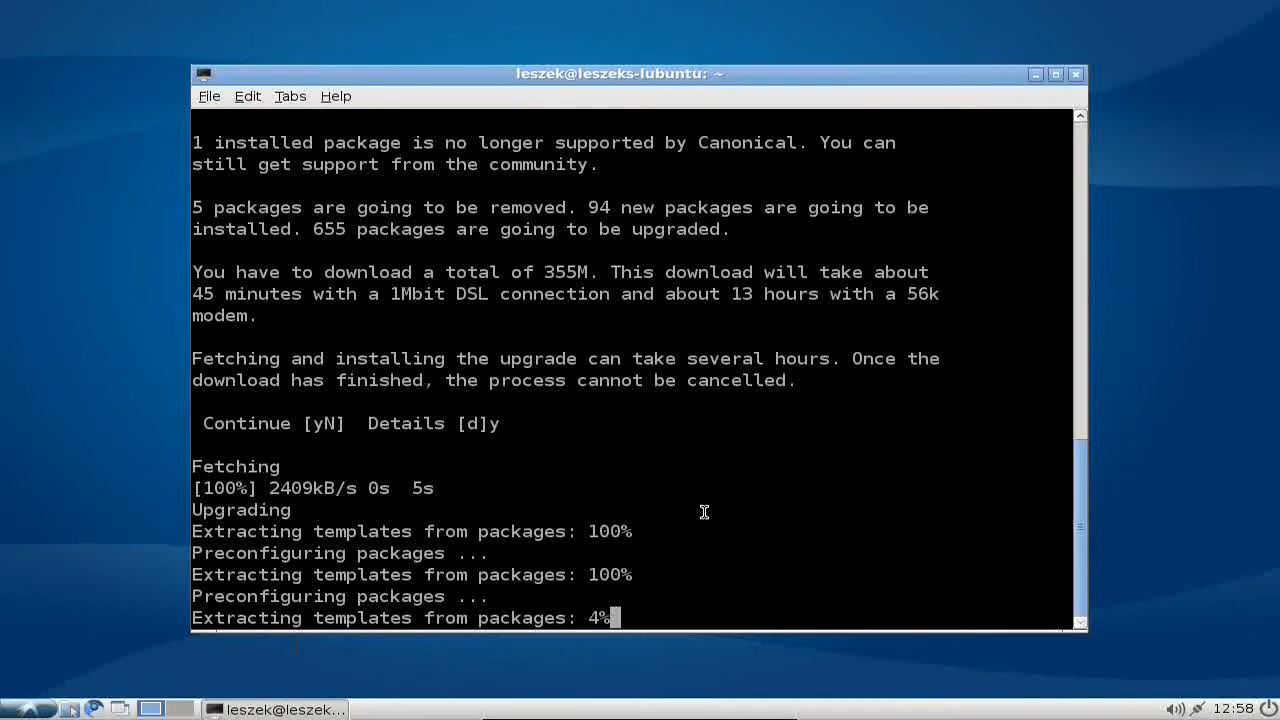 leszek@leszeks-lubuntu: ~
File Edit Tabs Help
1 installed package is no longer supported by Canonical. You can
still get support from the community.
5 packages are going to be removed. 94 new packages are going to be
installed. 655 packages are going to be upgraded.
You have to download a total of 355M. This download will take about
45 minutes with a 1Mbit DSL connection and about 13 hours with a 56k
modem.
Fetching and installing the upgrade can take several hours. Once the
download has finished, the process cannot be cancelled.
Continue [yN]  Details [d]y
Fetching
[100%] 2409kB/s 0s  5s
Upgrading
Extracting templates from packages: 100%
Preconfiguring packages ...
Extracting templates from packages: 100%
Preconfiguring packages ...
Extracting templates from packages: 4%
leszek@leszek... 12:58